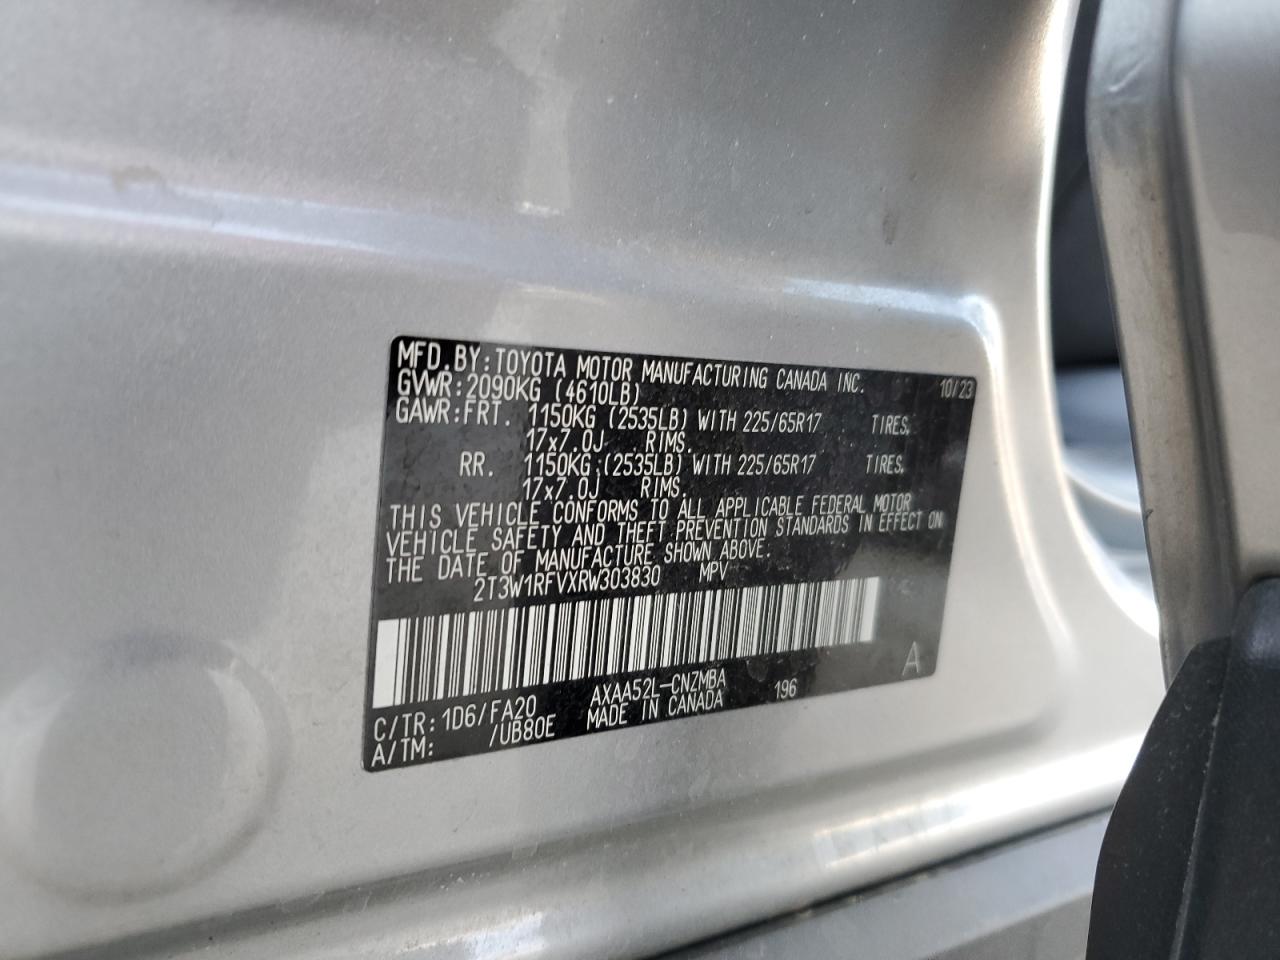 MFD.BY:TOYOTA MOTOR MANUFACTURING CANADA INC. 10/23
GVWR:2090KG (4610LB)
GAWR:FRT. 1150KG (2535LB) WITH 225/65R17 TIRES,
17x7.0J RIMS.
RR. 1150KG (2535LB) WITH 225/65R17 TIRES,
17x7.0J RIMS.
THIS VEHICLE CONFORMS TO ALL APPLICABLE FEDERAL MOTOR
VEHICLE SAFETY AND THEFT PREVENTION STANDARDS IN EFFECT ON
THE DATE OF MANUFACTURE SHOWN ABOVE.
2T3W1RFVXRW303830 MPV
C/TR: 1D6/FA20 AXAA52L-CNZMBA 196 A
A/TM: /UB80E MADE IN CANADA